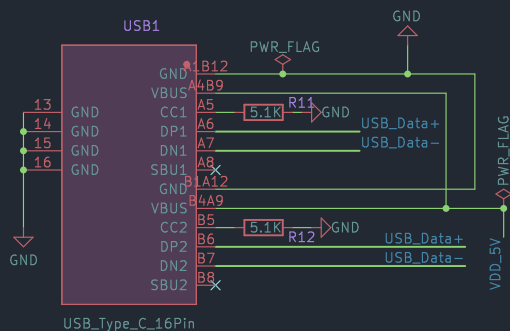 GND
USB1
PWR_FLAG
GND A1B12
VBUS A4B9
13 GND CC1 A5 5.1K R11 GND
14 GND DP1 A6 USB_Data+
15 GND DN1 A7 USB_Data-
16 GND SBU1 A8
GND B1A12
PWR_FLAG
VBUS B4A9
CC2 B5 5.1K R12 GND
DP2 B6 USB_Data+
GND
DN2 B7 USB_Data-
SBU2 B8
VDD_5V
USB_Type_C_16Pin